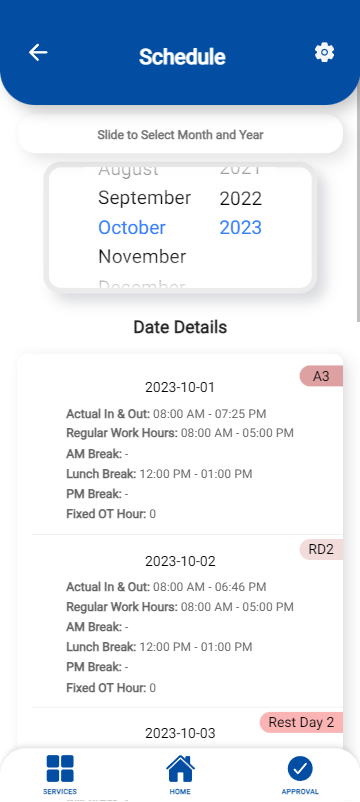 Schedule
Slide to Select Month and Year
August 2021
September 2022
October 2023
November
December
Date Details
A3
2023-10-01
Actual In & Out: 08:00 AM - 07:25 PM
Regular Work Hours: 08:00 AM - 05:00 PM
AM Break: -
Lunch Break: 12:00 PM - 01:00 PM
PM Break: -
Fixed OT Hour: 0
RD2
2023-10-02
Actual In & Out: 08:00 AM - 06:46 PM
Regular Work Hours: 08:00 AM - 05:00 PM
AM Break: -
Lunch Break: 12:00 PM - 01:00 PM
PM Break: -
Fixed OT Hour: 0
Rest Day 2
2023-10-03
SERVICES HOME APPROVAL